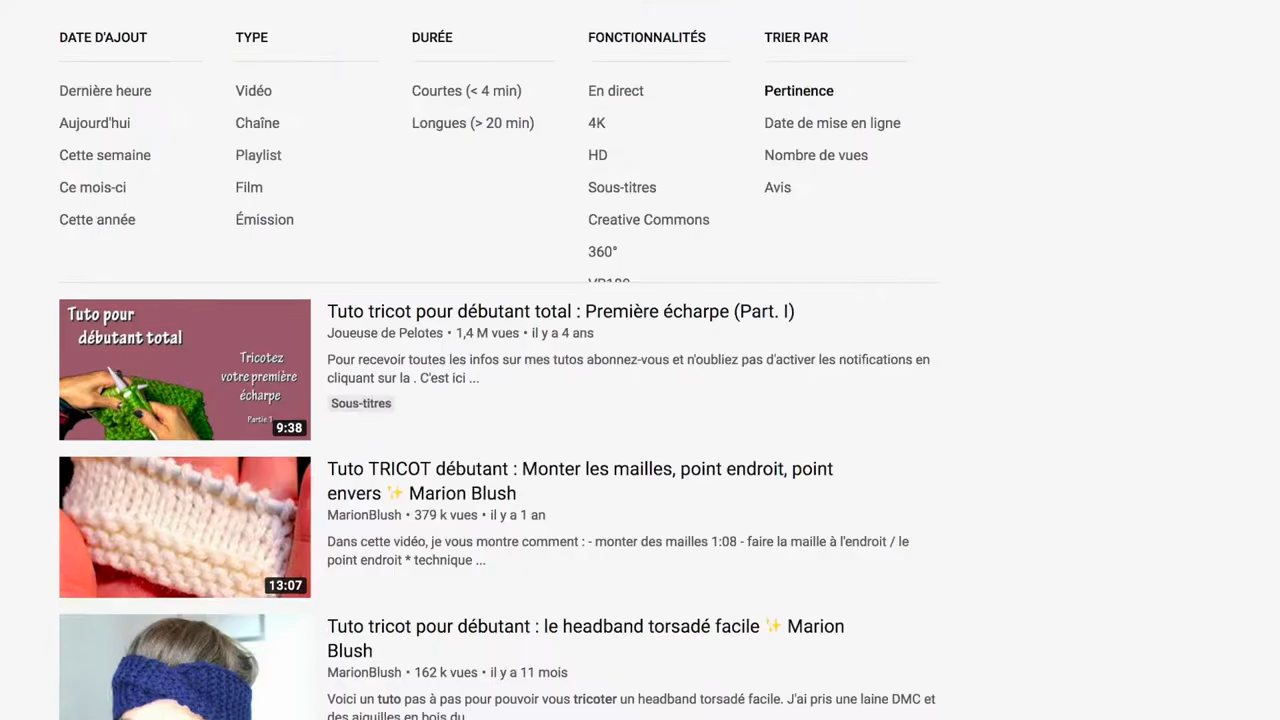 DATE D'AJOUT
TYPE
DURÉE
FONCTIONNALITÉS
TRIER PAR
Dernière heure
Vidéo
Courtes (< 4 min)
En direct
Pertinence
Aujourd'hui
Chaîne
Longues (> 20 min)
4K
Date de mise en ligne
Cette semaine
Playlist
HD
Nombre de vues
Ce mois-ci
Film
Sous-titres
Avis
Cette année
Émission
Creative Commons
360°
Tuto pour
débutant total
Tricotez
votre première
écharpe
Partie 1
9:38
Tuto tricot pour débutant total : Première écharpe (Part. I)
Joueuse de Pelotes • 1,4 M vues • il y a 4 ans
Pour recevoir toutes les infos sur mes tutos abonnez-vous et n'oubliez pas d'activer les notifications en
cliquant sur la . C'est ici ...
Sous-titres
13:07
Tuto TRICOT débutant : Monter les mailles, point endroit, point
envers ✨ Marion Blush
MarionBlush • 379 k vues • il y a 1 an
Dans cette vidéo, je vous montre comment : - monter des mailles 1:08 - faire la maille à l'endroit / le
point endroit * technique ...
Tuto tricot pour débutant : le headband torsadé facile ✨ Marion
Blush
MarionBlush • 162 k vues • il y a 11 mois
Voici un tuto pas à pas pour pouvoir vous tricoter un headband torsadé facile. J'ai pris une laine DMC et
des aiguilles en bois du